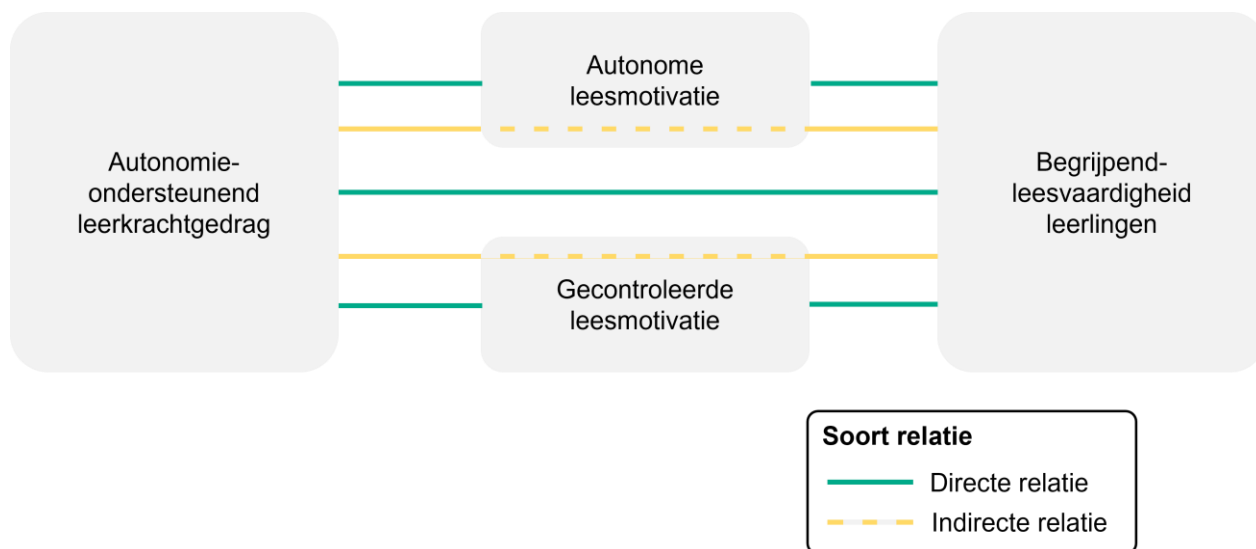 Autonomie-
ondersteunend
leerkrachtgedrag
Autonome
leesmotivatie
Gecontroleerde
leesmotivatie
Begrijpend-
leesvaardigheid
leerlingen
Soort relatie
Directe relatie
Indirecte relatie